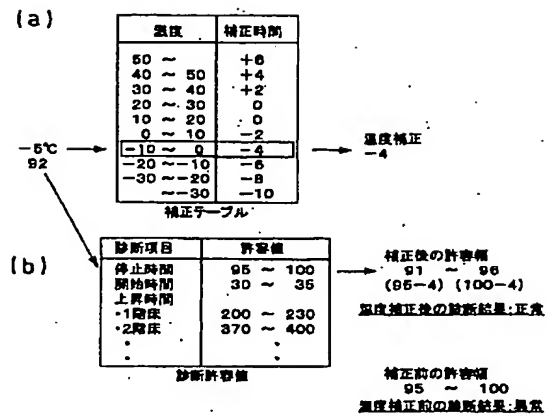 (a)
温度 補正時間
50 ～ +6
40 ～ 50 +4
30 ～ 40 +2
20 ～ 30 0
10 ～ 20 0
0 ～ 10 -2
-10 ～ 0 -4
-20 ～ -10 -6
-30 ～ -20 -8
～ -30 -10
補正テーブル
-5℃
92
温度補正
-4
(b)
診断項目 許容値
停止時間 95 ～ 100
開始時間 30 ～ 35
上昇時間
・1階床 200 ～ 230
・2階床 370 ～ 400
・ ・
・ ・
診断許容値
補正後の許容幅
91 ～ 96
(95-4) (100-4)
温度補正後の診断結果:正常
補正前の許容幅
95 ～ 100
温度補正前の診断結果:異常